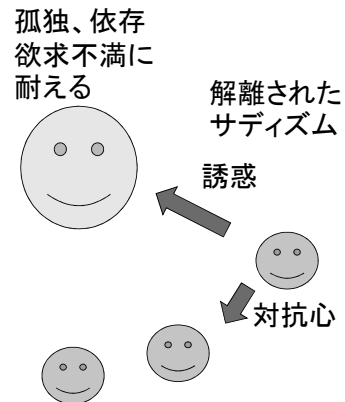 孤独、依存
欲求不満に
耐える
解離された
サディズム
誘惑
対抗心